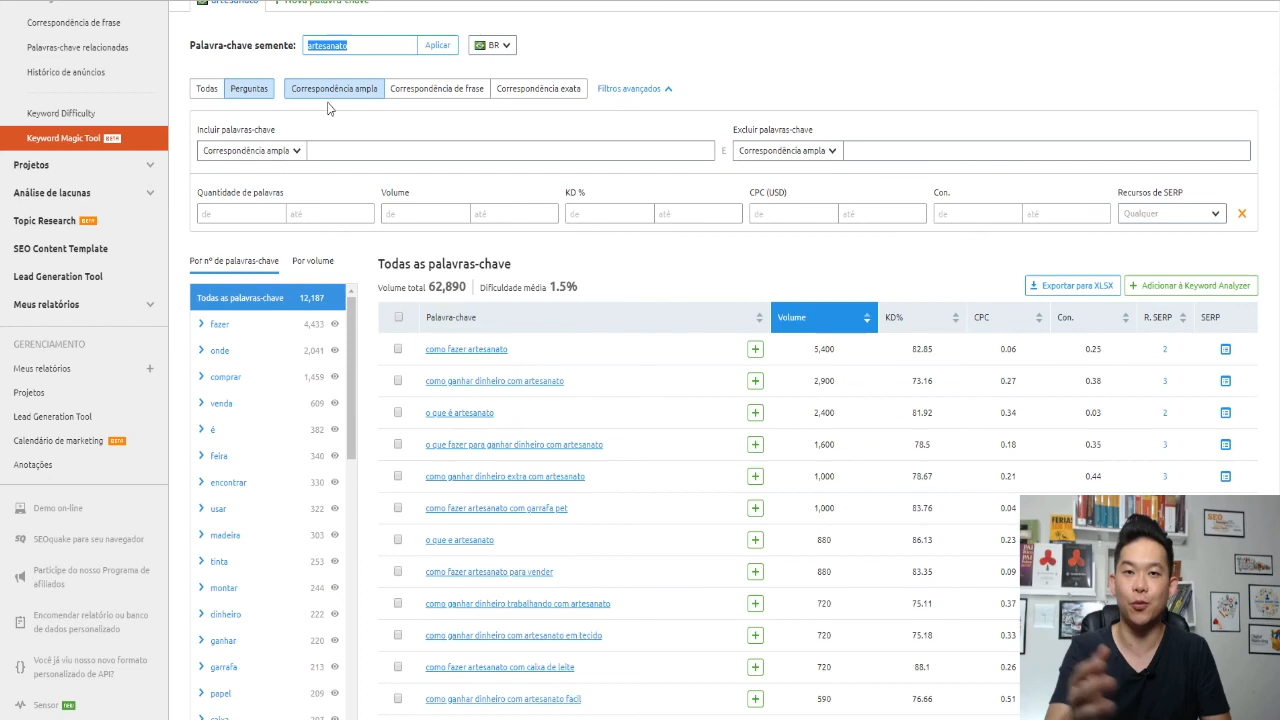 Correspondência de frase
Palavras-chave relacionadas
Histórico de anúncios
Keyword Difficulty
Keyword Magic Tool BETA
Projetos
Análise de lacunas
Topic Research BETA
SEO Content Template
Lead Generation Tool
Meus relatórios
GERENCIAMENTO
Meus relatórios
Projetos
Lead Generation Tool
Calendário de marketing BETA
Anotações
Demo on-line
SEOquake para seu navegador
Participe do nosso Programa de
afiliados
Encomendar relatório ou banco
de dados personalizado
Você já viu nosso novo formato
personalizado de API?
Sensor
artesanato
Nova palavra-chave
Palavra-chave semente: artesanato Aplicar BR
Todas Perguntas Correspondência ampla Correspondência de frase Correspondência exata Filtros avançados
Incluir palavras-chave Excluir palavras-chave
Correspondência ampla E Correspondência ampla
Quantidade de palavras Volume KD % CPC (USD) Con. Recursos de SERP
de até de até de até de até de até Qualquer
Por nº de palavras-chave Por volume
Todas as palavras-chave 12,187
fazer 4,433
onde 2,041
comprar 1,459
venda 609
é 382
feira 340
encontrar 330
usar 322
madeira 303
tinta 261
montar 244
dinheiro 222
ganhar 220
garrafa 213
papel 209
caixa 207
Todas as palavras-chave
Volume total 62,890 Dificuldade média 1.5%
Exportar para XLSX Adicionar à Keyword Analyzer
Palavra-chave Volume KD% CPC Con. R. SERP SERP
como fazer artesanato 5,400 82.85 0.06 0.25 2
como ganhar dinheiro com artesanato 2,900 73.16 0.27 0.38 3
o que é artesanato 2,400 81.92 0.34 0.03 2
o que fazer para ganhar dinheiro com artesanato 1,600 78.5 0.18 0.35 3
como ganhar dinheiro extra com artesanato 1,000 78.67 0.21 0.44 3
como fazer artesanato com garrafa pet 1,000 83.76 0.04
o que e artesanato 880 86.13 0.23
como fazer artesanato para vender 880 83.35 0.09
como ganhar dinheiro trabalhando com artesanato 720 75.11 0.37
como ganhar dinheiro com artesanato em tecido 720 75.18 0.33
como fazer artesanato com caixa de leite 720 88.1 0.26
como ganhar dinheiro com artesanato facil 590 76.66 0.51
FERIAS
SEO